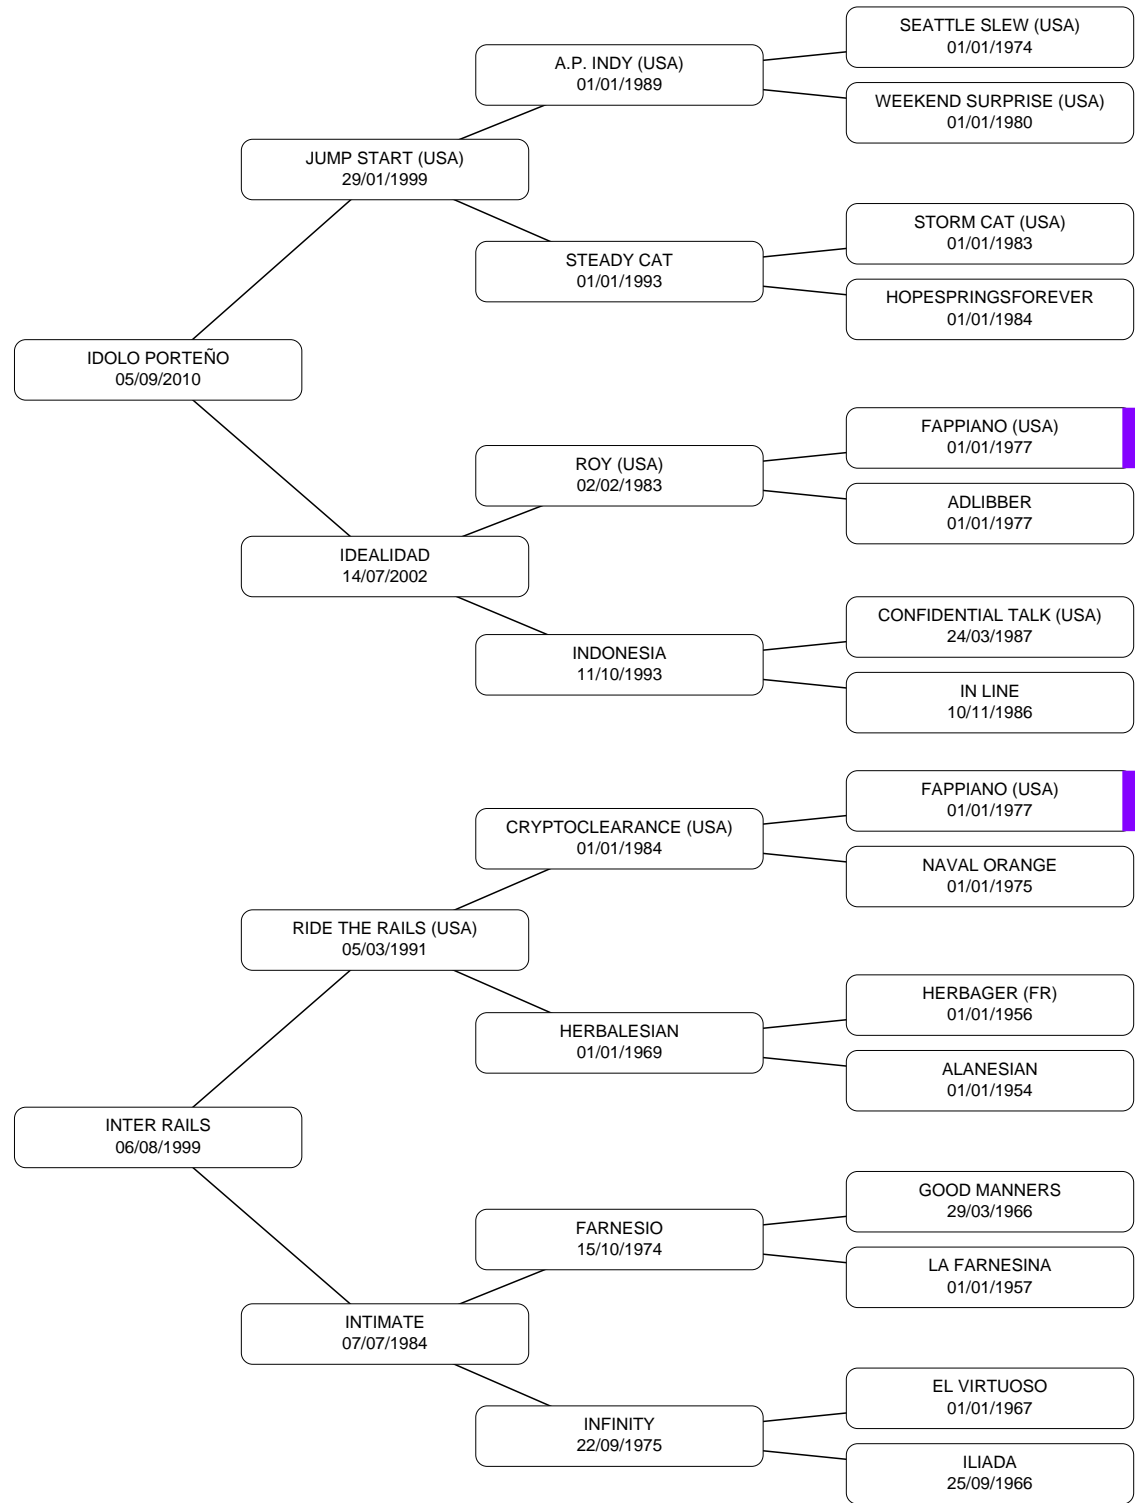 SEATTLE SLEW (USA)
01/01/1974
A.P. INDY (USA)
01/01/1989
WEEKEND SURPRISE (USA)
01/01/1980
JUMP START (USA)
29/01/1999
STORM CAT (USA)
01/01/1983
STEADY CAT
01/01/1993
HOPESPRINGSFOREVER
01/01/1984
IDOLO PORTEÑO
05/09/2010
FAPPIANO (USA)
01/01/1977
ROY (USA)
02/02/1983
ADLIBBER
01/01/1977
IDEALIDAD
14/07/2002
CONFIDENTIAL TALK (USA)
24/03/1987
INDONESIA
11/10/1993
IN LINE
10/11/1986
FAPPIANO (USA)
01/01/1977
CRYPTOCLEARANCE (USA)
01/01/1984
NAVAL ORANGE
01/01/1975
RIDE THE RAILS (USA)
05/03/1991
HERBAGER (FR)
01/01/1956
HERBALESIAN
01/01/1969
ALANESIAN
01/01/1954
INTER RAILS
06/08/1999
GOOD MANNERS
29/03/1966
FARNESIO
15/10/1974
LA FARNESINA
01/01/1957
INTIMATE
07/07/1984
EL VIRTUOSO
01/01/1967
INFINITY
22/09/1975
ILIADA
25/09/1966